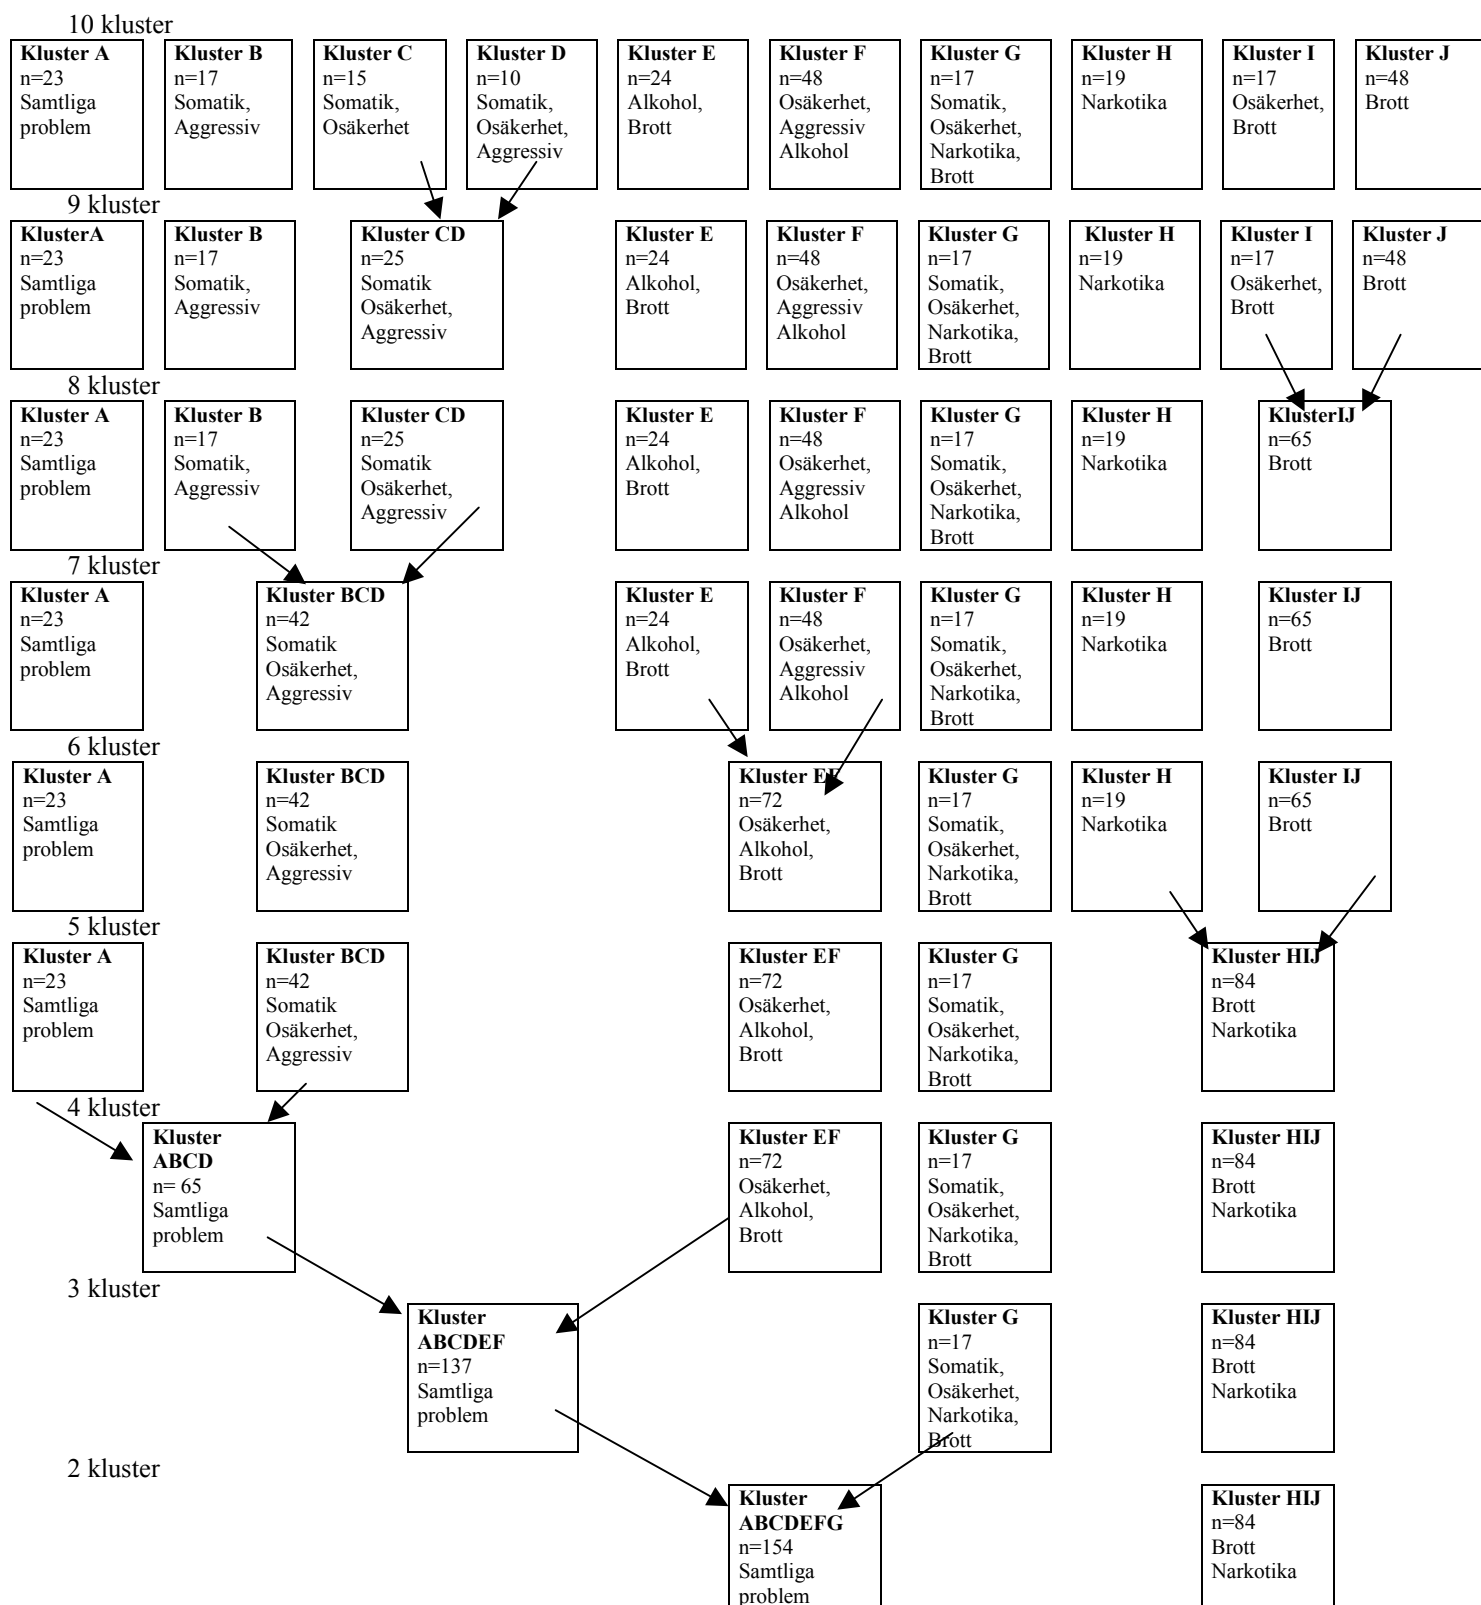 10 kluster
Kluster A
n=23
Samtliga
problem
Kluster B
n=17
Somatik,
Aggressiv
Kluster C
n=15
Somatik,
Osäkerhet
Kluster D
n=10
Somatik,
Osäkerhet,
Aggressiv
Kluster E
n=24
Alkohol,
Brott
Kluster F
n=48
Osäkerhet,
Aggressiv
Alkohol
Kluster G
n=17
Somatik,
Osäkerhet,
Narkotika,
Brott
Kluster H
n=19
Narkotika
Kluster I
n=17
Osäkerhet,
Brott
Kluster J
n=48
Brott
9 kluster
KlusterA
n=23
Samtliga
problem
Kluster B
n=17
Somatik,
Aggressiv
Kluster CD
n=25
Somatik
Osäkerhet,
Aggressiv
Kluster E
n=24
Alkohol,
Brott
Kluster F
n=48
Osäkerhet,
Aggressiv
Alkohol
Kluster G
n=17
Somatik,
Osäkerhet,
Narkotika,
Brott
Kluster H
n=19
Narkotika
Kluster I
n=17
Osäkerhet,
Brott
Kluster J
n=48
Brott
8 kluster
Kluster A
n=23
Samtliga
problem
Kluster B
n=17
Somatik,
Aggressiv
Kluster CD
n=25
Somatik
Osäkerhet,
Aggressiv
Kluster E
n=24
Alkohol,
Brott
Kluster F
n=48
Osäkerhet,
Aggressiv
Alkohol
Kluster G
n=17
Somatik,
Osäkerhet,
Narkotika,
Brott
Kluster H
n=19
Narkotika
KlusterIJ
n=65
Brott
7 kluster
Kluster A
n=23
Samtliga
problem
Kluster BCD
n=42
Somatik
Osäkerhet,
Aggressiv
Kluster E
n=24
Alkohol,
Brott
Kluster F
n=48
Osäkerhet,
Aggressiv
Alkohol
Kluster G
n=17
Somatik,
Osäkerhet,
Narkotika,
Brott
Kluster H
n=19
Narkotika
Kluster IJ
n=65
Brott
6 kluster
Kluster A
n=23
Samtliga
problem
Kluster BCD
n=42
Somatik
Osäkerhet,
Aggressiv
Kluster EF
n=72
Osäkerhet,
Alkohol,
Brott
Kluster G
n=17
Somatik,
Osäkerhet,
Narkotika,
Brott
Kluster H
n=19
Narkotika
Kluster IJ
n=65
Brott
5 kluster
Kluster A
n=23
Samtliga
problem
Kluster BCD
n=42
Somatik
Osäkerhet,
Aggressiv
Kluster EF
n=72
Osäkerhet,
Alkohol,
Brott
Kluster G
n=17
Somatik,
Osäkerhet,
Narkotika,
Brott
Kluster HIJ
n=84
Brott
Narkotika
4 kluster
Kluster
ABCD
n= 65
Samtliga
problem
Kluster EF
n=72
Osäkerhet,
Alkohol,
Brott
Kluster G
n=17
Somatik,
Osäkerhet,
Narkotika,
Brott
Kluster HIJ
n=84
Brott
Narkotika
3 kluster
Kluster
ABCDEF
n=137
Samtliga
problem
Kluster G
n=17
Somatik,
Osäkerhet,
Narkotika,
Brott
Kluster HIJ
n=84
Brott
Narkotika
2 kluster
Kluster
ABCDEFG
n=154
Samtliga
problem
Kluster HIJ
n=84
Brott
Narkotika